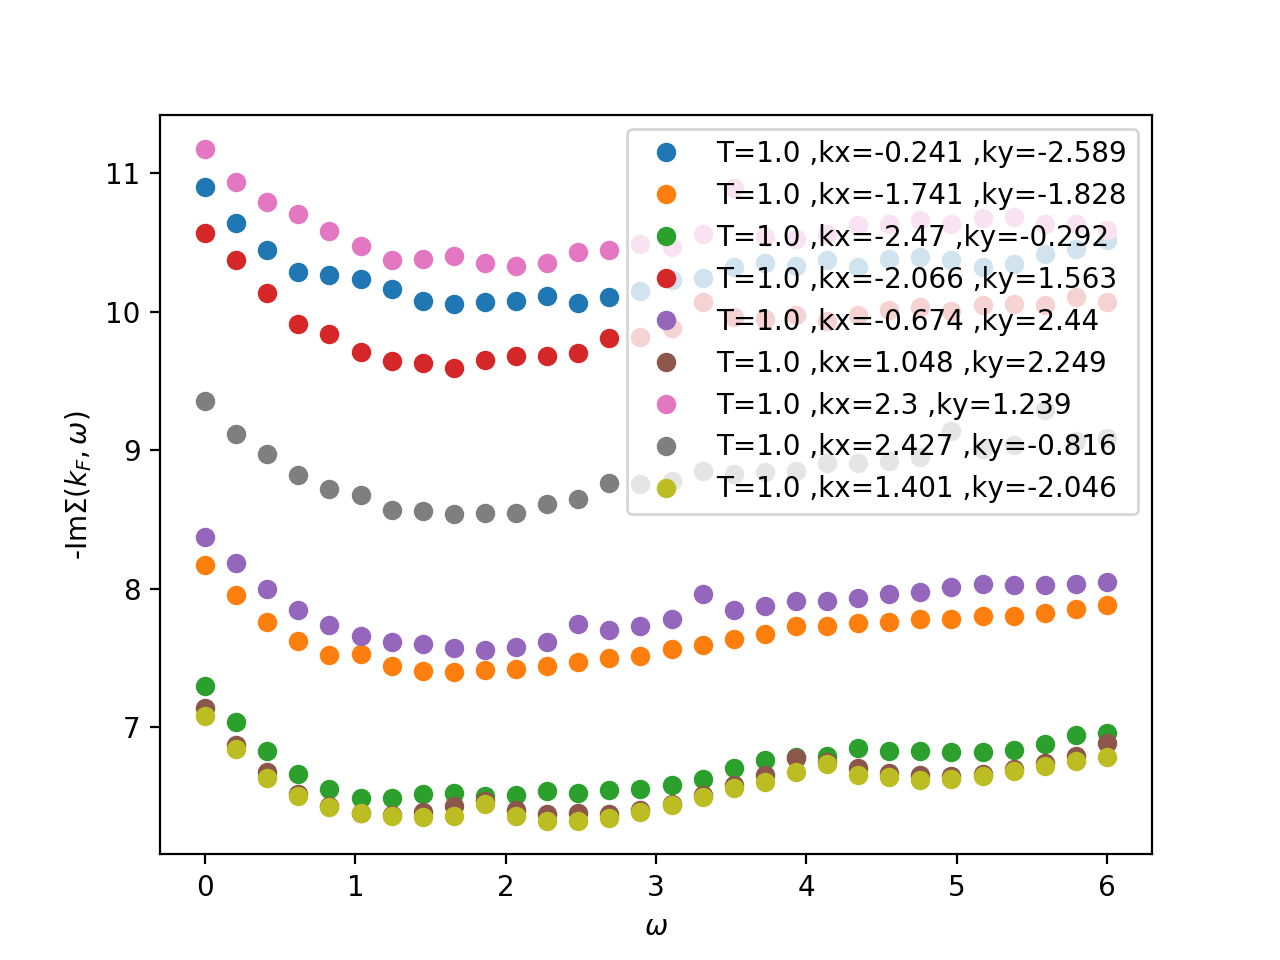 11
10
9
8
7
-ImΣ(k_F, ω)
T=1.0 ,kx=-0.241 ,ky=-2.589
T=1.0 ,kx=-1.741 ,ky=-1.828
T=1.0 ,kx=-2.47 ,ky=-0.292
T=1.0 ,kx=-2.066 ,ky=1.563
T=1.0 ,kx=-0.674 ,ky=2.44
T=1.0 ,kx=1.048 ,ky=2.249
T=1.0 ,kx=2.3 ,ky=1.239
T=1.0 ,kx=2.427 ,ky=-0.816
T=1.0 ,kx=1.401 ,ky=-2.046
0 1 2 3 4 5 6
ω